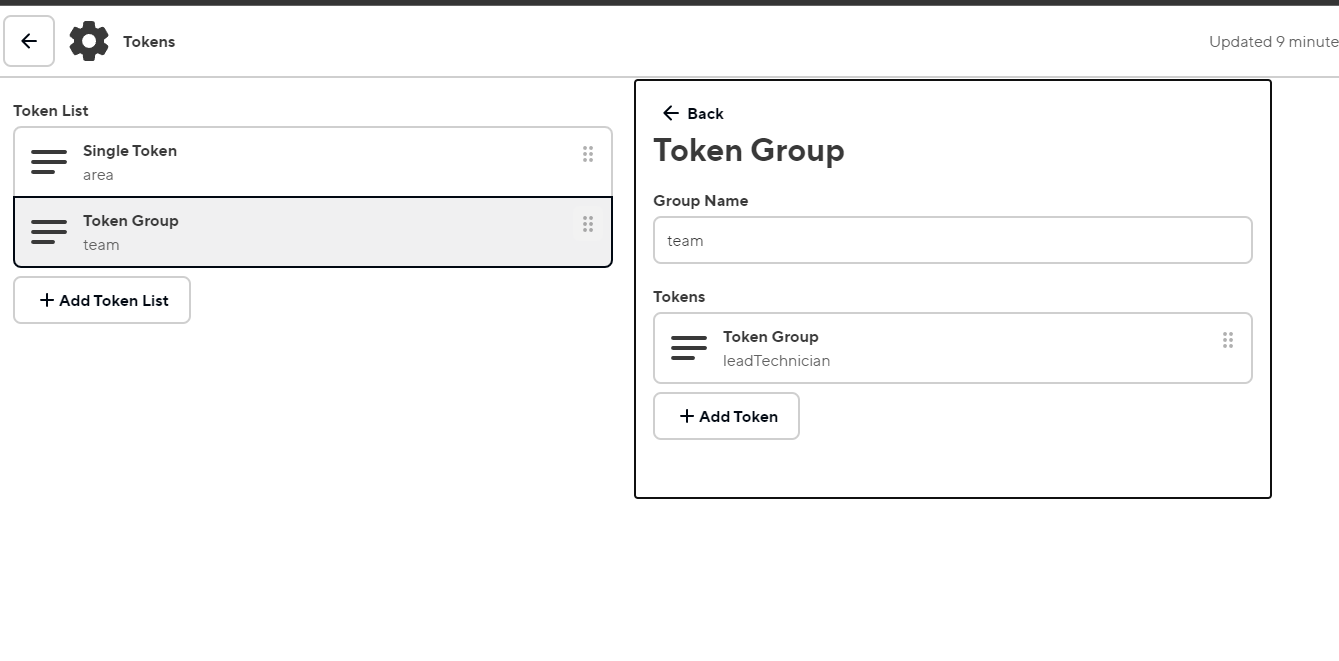 Tokens
Updated 9 minute
Token List
Single Token
area
Token Group
team
Add Token List
Back
Token Group
Group Name
team
Tokens
Token Group
leadTechnician
Add Token